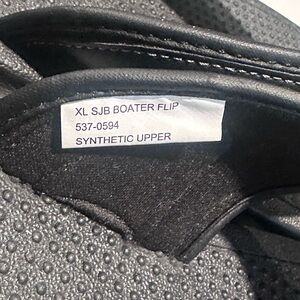 XL SJB BOATER FLIP
537-0594
SYNTHETIC UPPER